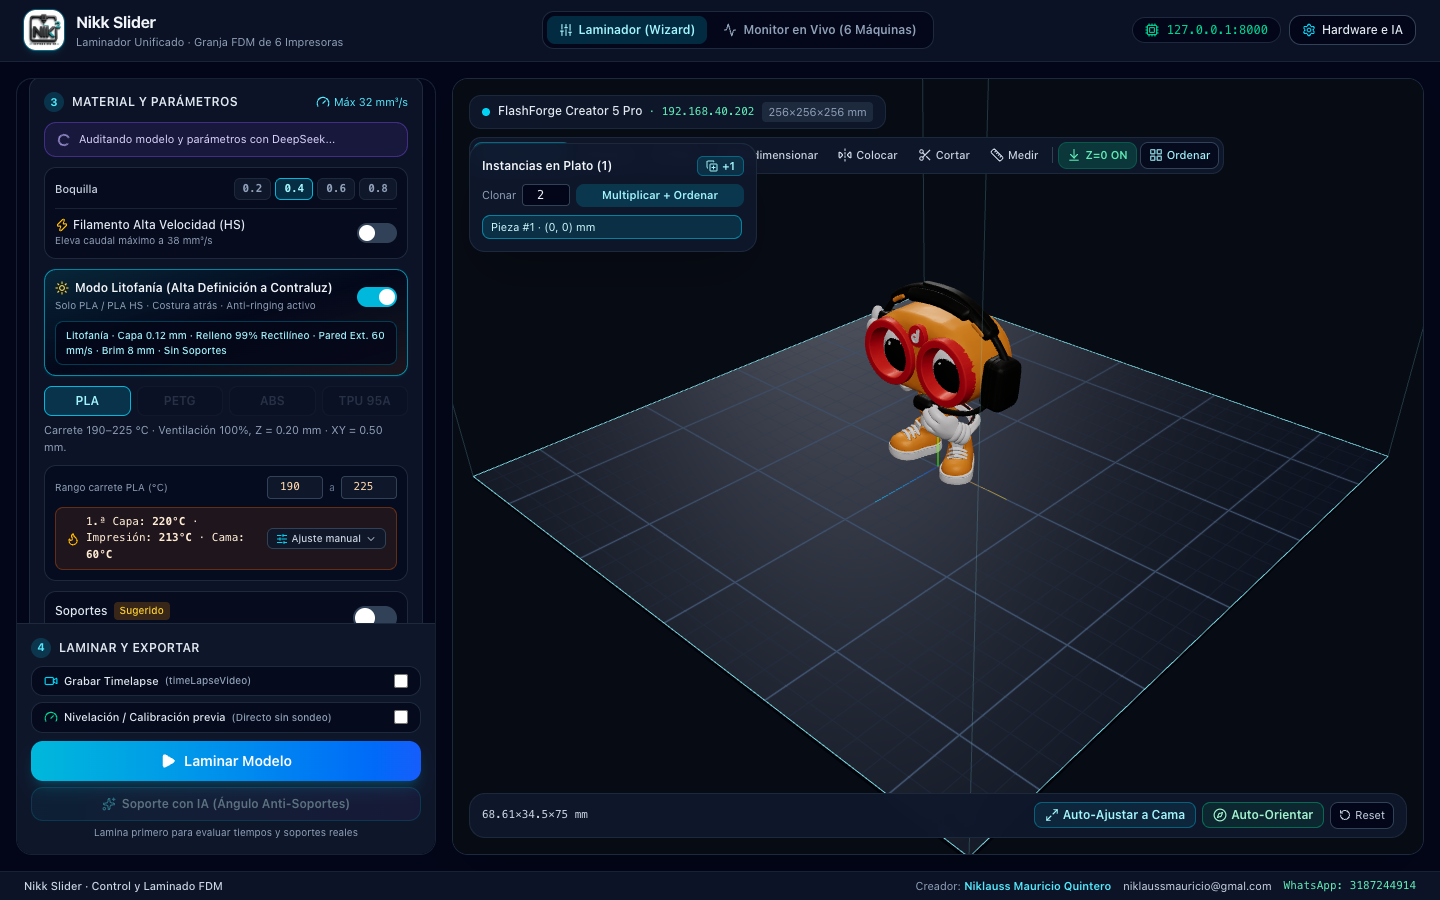 Nikk Slider
Laminador Unificado · Granja FDM de 6 Impresoras
Laminador (Wizard)
Monitor en Vivo (6 Máquinas)
127.0.0.1:8000
Hardware e IA
3 MATERIAL Y PARÁMETROS
Máx 32 mm³/s
Auditando modelo y parámetros con DeepSeek...
Boquilla
0.2
0.4
0.6
0.8
Filamento Alta Velocidad (HS)
Eleva caudal máximo a 38 mm³/s
Modo Litofanía (Alta Definición a Contraluz)
Solo PLA / PLA HS · Costura atrás · Anti-ringing activo
Litofanía · Capa 0.12 mm · Relleno 99% Rectilíneo · Pared Ext. 60
mm/s · Brim 8 mm · Sin Soportes
PLA
PETG
ABS
TPU 95A
Carrete 190–225 °C · Ventilación 100%, Z = 0.20 mm · XY = 0.50
mm.
Rango carrete PLA (°C)
190
a
225
1.ª Capa: 220°C ·
Impresión: 213°C · Cama:
60°C
Ajuste manual
Soportes
Sugerido
4 LAMINAR Y EXPORTAR
Grabar Timelapse (timeLapseVideo)
Nivelación / Calibración previa (Directo sin sondeo)
Laminar Modelo
Soporte con IA (Ángulo Anti-Soportes)
Lamina primero para evaluar tiempos y soportes reales
FlashForge Creator 5 Pro · 192.168.40.202
256×256×256 mm
dimensionar
Colocar
Cortar
Medir
Z=0 ON
Ordenar
Instancias en Plato (1)
+1
Clonar
2
Multiplicar + Ordenar
Pieza #1 · (0, 0) mm
68.61×34.5×75 mm
Auto-Ajustar a Cama
Auto-Orientar
Reset
Nikk Slider · Control y Laminado FDM
Creador: Niklauss Mauricio Quintero
niklaussmauricio@gmal.com
WhatsApp: 3187244914